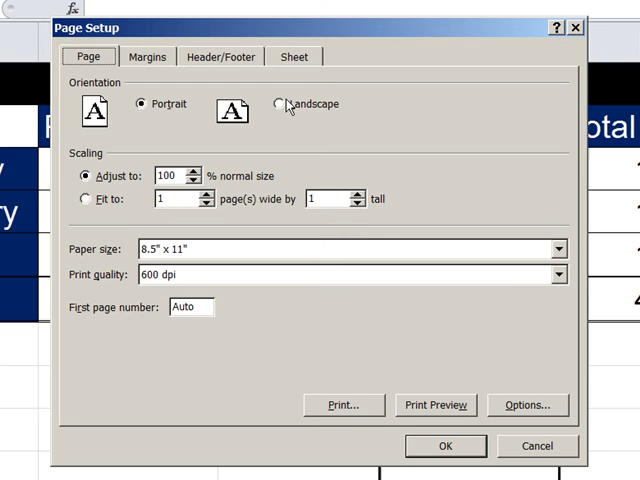 fx
Page Setup
Page Margins Header/Footer Sheet
Orientation
A Portrait A Landscape
Scaling
Adjust to: 100 % normal size
Fit to: 1 page(s) wide by 1 tall
Paper size: 8.5" x 11"
Print quality: 600 dpi
First page number: Auto
Print... Print Preview Options...
OK Cancel